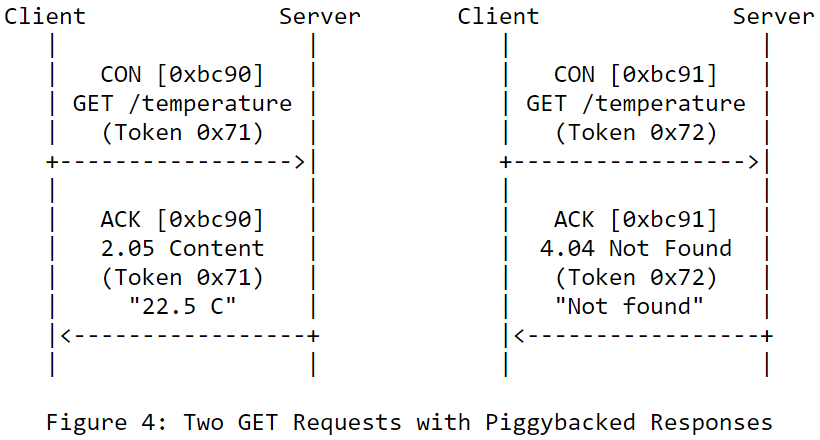 Client Server Client Server
CON [0xbc90] CON [0xbc91]
GET /temperature GET /temperature
(Token 0x71) (Token 0x72)
ACK [0xbc90] ACK [0xbc91]
2.05 Content 4.04 Not Found
(Token 0x71) (Token 0x72)
"22.5 C" "Not found"
Figure 4: Two GET Requests with Piggybacked Responses